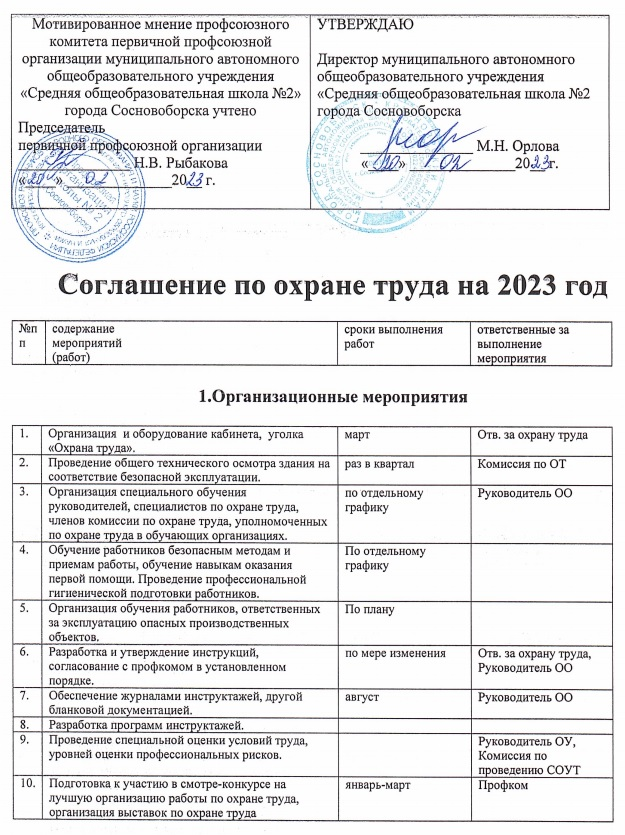 Мотивированное мнение профсоюзного
комитета первичной профсоюзной
организации муниципального автономного
общеобразовательного учреждения
«Средняя общеобразовательная школа №2»
города Сосновоборска учтено
Председатель
первичной профсоюзной организации
Н.В. Рыбакова
«20» 02 2023 г.
УТВЕРЖДАЮ
Директор муниципального автономного
общеобразовательного учреждения
«Средняя общеобразовательная школа №2
города Сосновоборска
М.Н. Орлова
«20» 02 2023 г.
Соглашение по охране труда на 2023 год
№п
п
содержание
мероприятий
(работ)
сроки выполнения
работ
ответственные за
выполнение
мероприятия
1.Организационные мероприятия
1. Организация и оборудование кабинета, уголка
«Охрана труда».
март
Отв. за охрану труда
2. Проведение общего технического осмотра здания на
соответствие безопасной эксплуатации.
раз в квартал
Комиссия по ОТ
3. Организация специального обучения
руководителей, специалистов по охране труда,
членов комиссии по охране труда, уполномоченных
по охране труда в обучающих организациях.
по отдельному
графику
Руководитель ОО
4. Обучение работников безопасным методам и
приемам работы, обучение навыкам оказания
первой помощи. Проведение профессиональной
гигиенической подготовки работников.
По отдельному
графику
5. Организация обучения работников, ответственных
за эксплуатацию опасных производственных
объектов.
По плану
6. Разработка и утверждение инструкций,
согласование с профкомом в установленном
порядке.
по мере изменения
Отв. за охрану труда,
Руководитель ОО
7. Обеспечение журналами инструктажей, другой
бланковой документацией.
август
Руководитель ОО
8. Разработка программ инструктажей.
9. Проведение специальной оценки условий труда,
уровней оценки профессиональных рисков.
Руководитель ОУ,
Комиссия по
проведению СОУТ
10. Подготовка к участию в смотре-конкурсе на
лучшую организацию работы по охране труда,
организация выставок по охране труда
январь-март
Профком